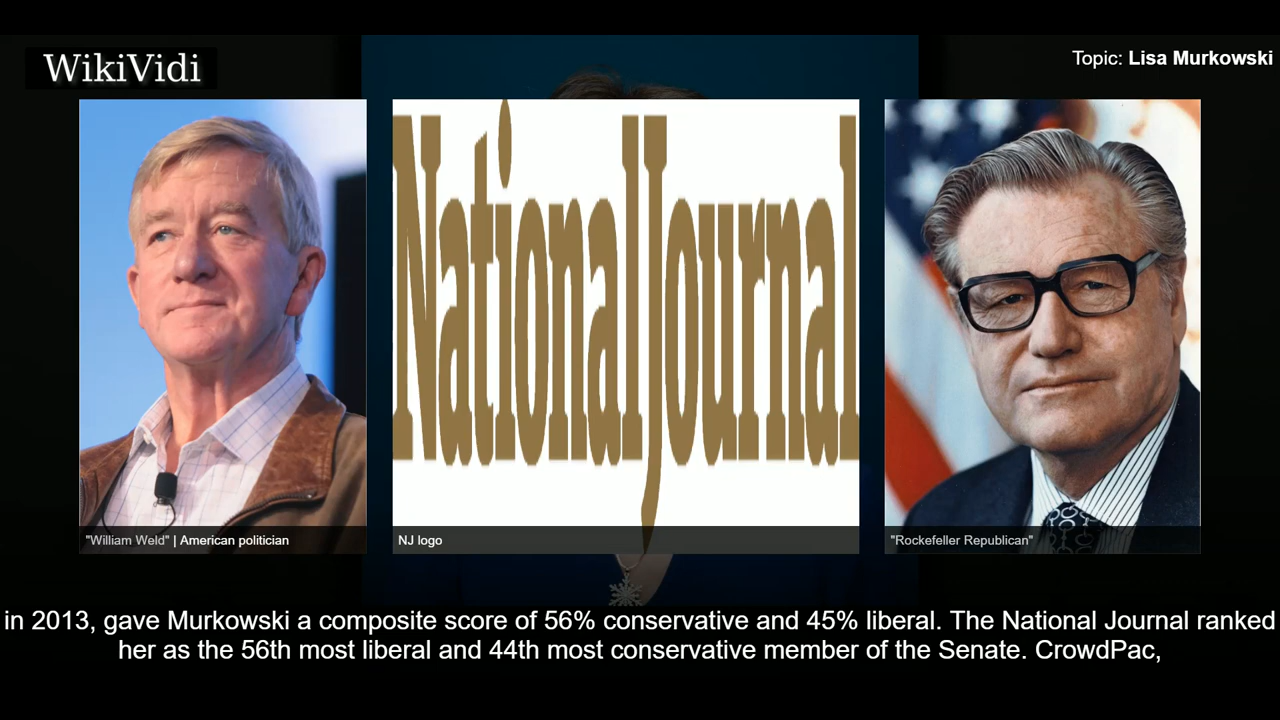 WikiVidi
Topic: Lisa Murkowski
NationalJournal
"William Weld" | American politician
NJ logo
"Rockefeller Republican"
in 2013, gave Murkowski a composite score of 56% conservative and 45% liberal. The National Journal ranked
her as the 56th most liberal and 44th most conservative member of the Senate. CrowdPac,